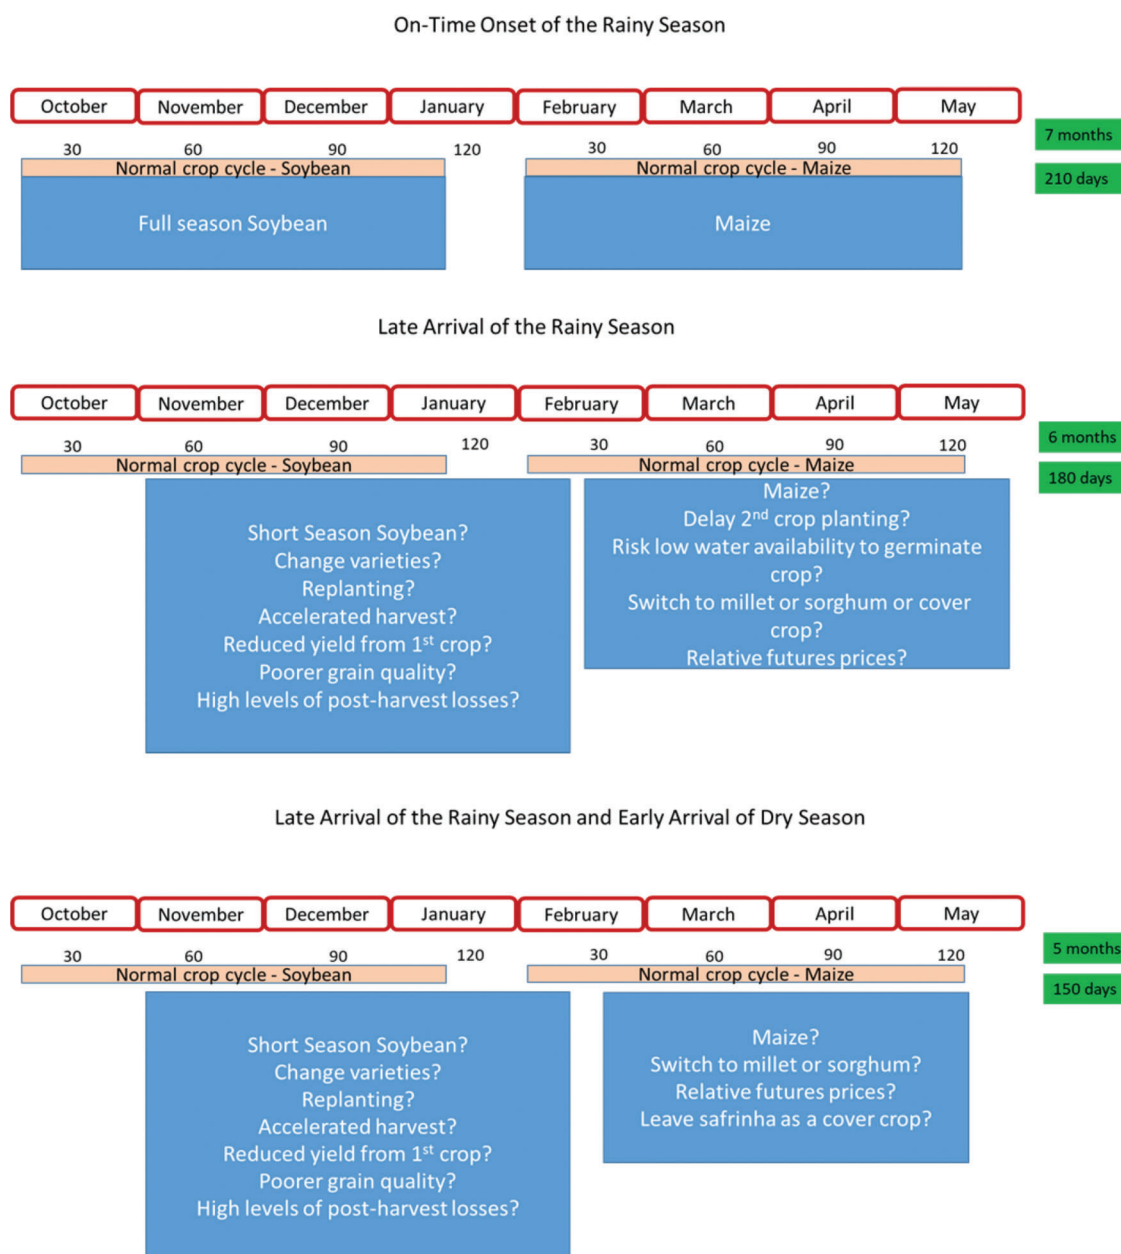 On-Time Onset of the Rainy Season
October November December January February March April May
7 months
30 60 90 120 30 60 90 120
Normal crop cycle - Soybean Normal crop cycle - Maize
210 days
Full season Soybean Maize
Late Arrival of the Rainy Season
October November December January February March April May
6 months
30 60 90 120 30 60 90 120
Normal crop cycle - Soybean Normal crop cycle - Maize
180 days
Short Season Soybean?
Change varieties?
Replanting?
Accelerated harvest?
Reduced yield from 1st crop?
Poorer grain quality?
High levels of post-harvest losses?
Maize?
Delay 2nd crop planting?
Risk low water availability to germinate
crop?
Switch to millet or sorghum or cover
crop?
Relative futures prices?
Late Arrival of the Rainy Season and Early Arrival of Dry Season
October November December January February March April May
5 months
30 60 90 120 30 60 90 120
Normal crop cycle - Soybean Normal crop cycle - Maize
150 days
Short Season Soybean?
Change varieties?
Replanting?
Accelerated harvest?
Reduced yield from 1st crop?
Poorer grain quality?
High levels of post-harvest losses?
Maize?
Switch to millet or sorghum?
Relative futures prices?
Leave safrinha as a cover crop?